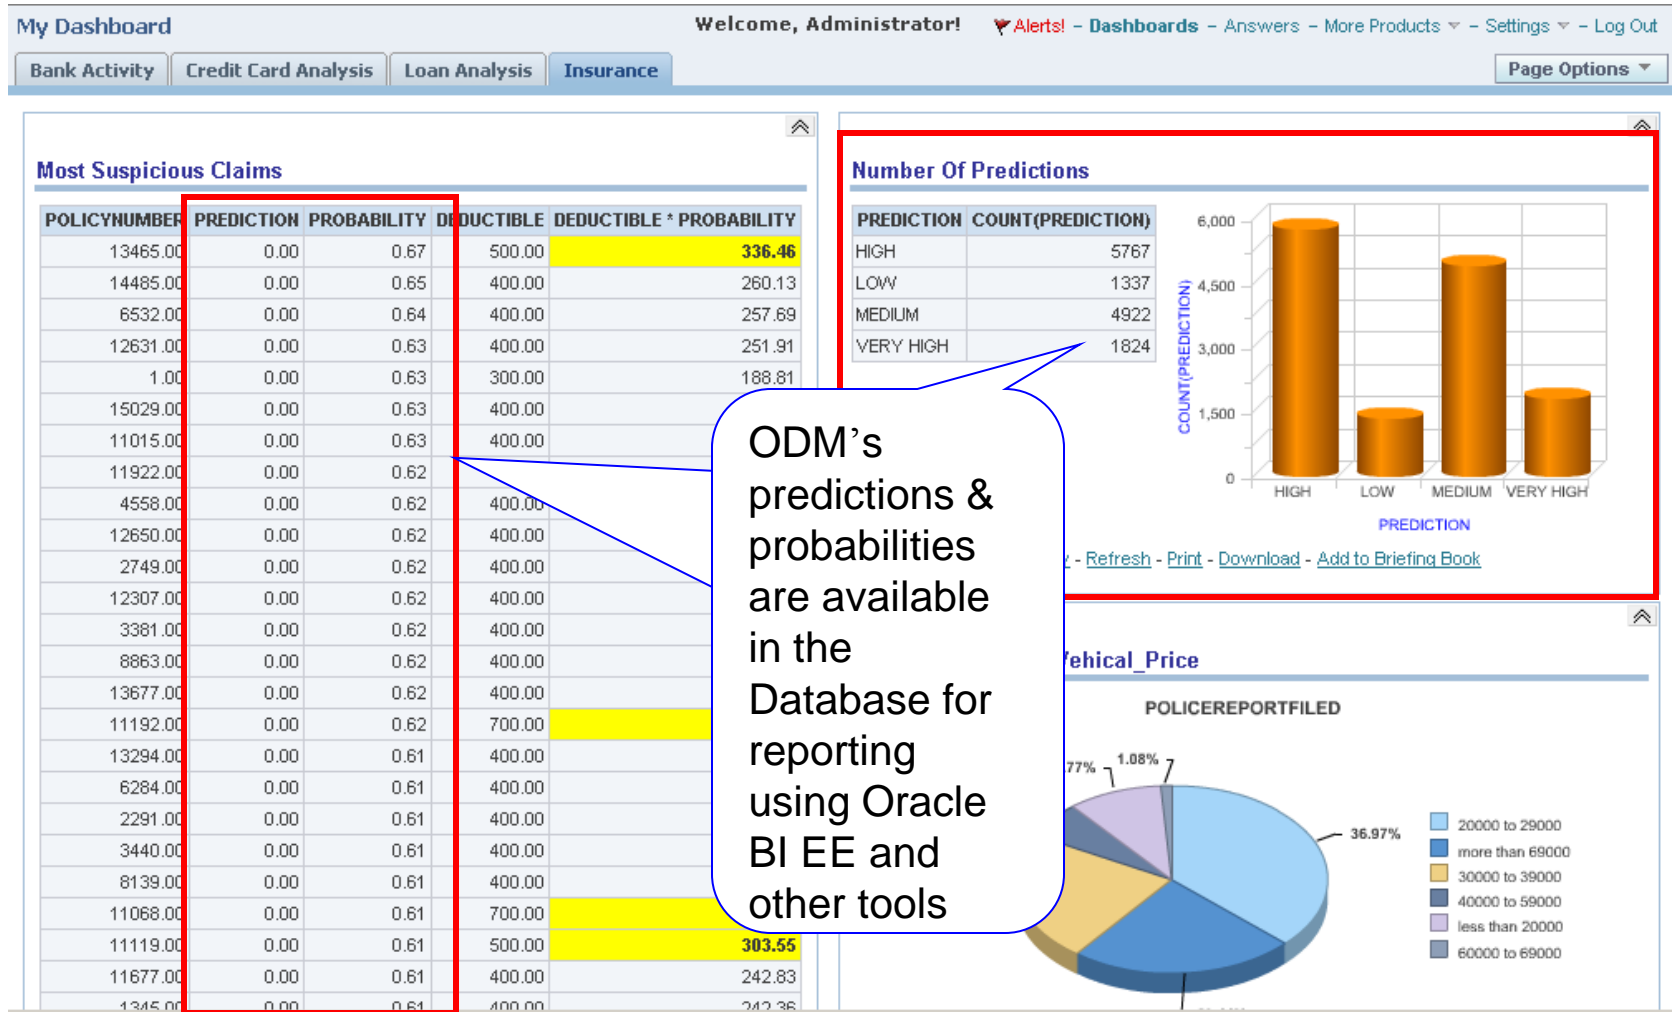 My Dashboard
Welcome, Administrator! Alerts! – Dashboards – Answers – More Products – Settings – Log Out
Bank Activity Credit Card Analysis Loan Analysis Insurance Page Options
Most Suspicious Claims
POLICYNUMBER PREDICTION PROBABILITY DEDUCTIBLE DEDUCTIBLE * PROBABILITY
13465.00 0.00 0.67 500.00 336.46
14485.00 0.00 0.65 400.00 260.13
6532.00 0.00 0.64 400.00 257.69
12631.00 0.00 0.63 400.00 251.91
1.00 0.00 0.63 300.00 188.81
15029.00 0.00 0.63 400.00
11015.00 0.00 0.63 400.00
11922.00 0.00 0.62
4558.00 0.00 0.62 400.00
12650.00 0.00 0.62 400.00
2749.00 0.00 0.62 400.00
12307.00 0.00 0.62 400.00
3381.00 0.00 0.62 400.00
8863.00 0.00 0.62 400.00
13677.00 0.00 0.62 400.00
11192.00 0.00 0.62 700.00
13294.00 0.00 0.61 400.00
6284.00 0.00 0.61 400.00
2291.00 0.00 0.61 400.00
3440.00 0.00 0.61 400.00
8139.00 0.00 0.61 400.00
11068.00 0.00 0.61 700.00
11119.00 0.00 0.61 500.00 303.55
11677.00 0.00 0.61 400.00 242.83
1345.00 0.00 0.61 400.00 242.36
ODM's
predictions &
probabilities
are available
in the
Database for
reporting
using Oracle
BI EE and
other tools
Number Of Predictions
PREDICTION COUNT(PREDICTION)
HIGH 5767
LOW 1337
MEDIUM 4922
VERY HIGH 1824
COUNT(PREDICTION)
6,000
4,500
3,000
1,500
0
HIGH LOW MEDIUM VERY HIGH
PREDICTION
- Refresh - Print - Download - Add to Briefing Book
Vehical_Price
POLICEREPORTFILED
.77% 1.08%
36.97%
20000 to 29000
more than 69000
30000 to 39000
40000 to 59000
less than 20000
60000 to 69000